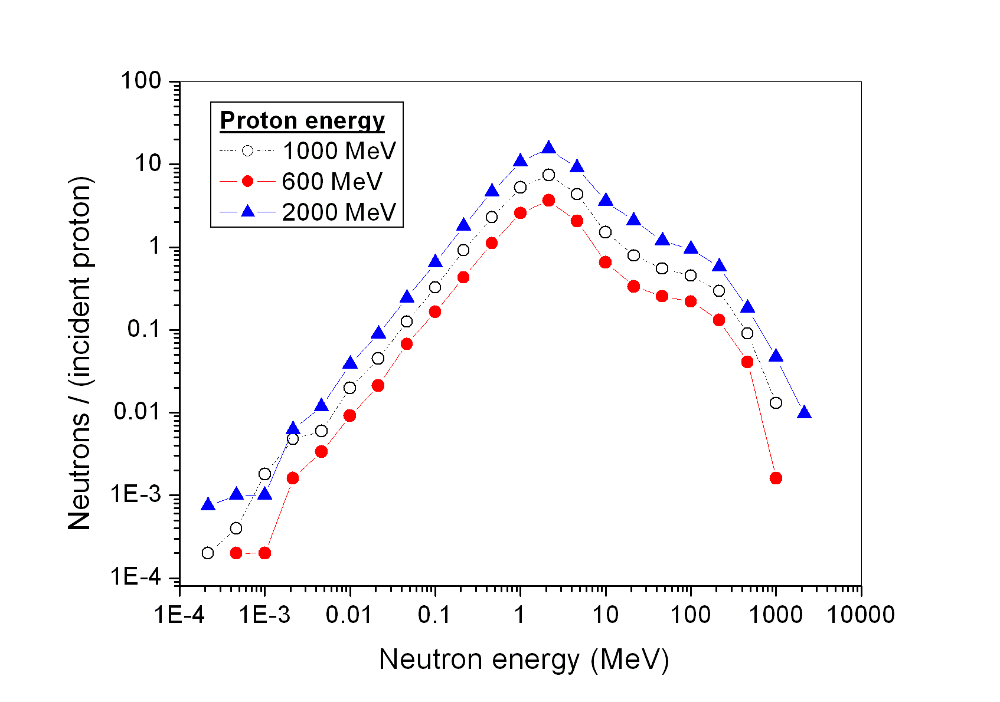 100
10
1
0.1
0.01
1E-3
1E-4
Neutrons / (incident proton)
Proton energy
1000 MeV
600 MeV
2000 MeV
1E-4 1E-3 0.01 0.1 1 10 100 1000 10000
Neutron energy (MeV)